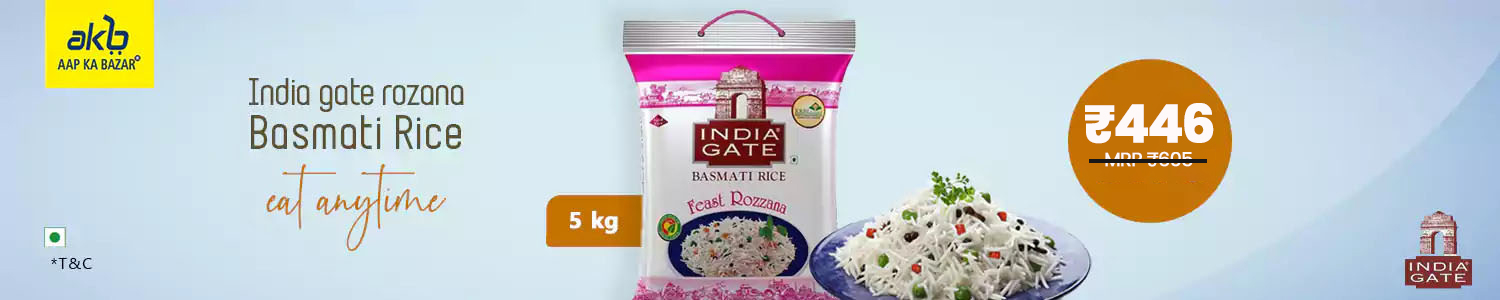 akb
AAP KA BAZAR
India gate rozana
Basmati Rice
eat anytime
*T&C
5 kg
INDIA
GATE
BASMATI RICE
Feast Rozzana
₹446
MRP ₹605
INDIA
GATE